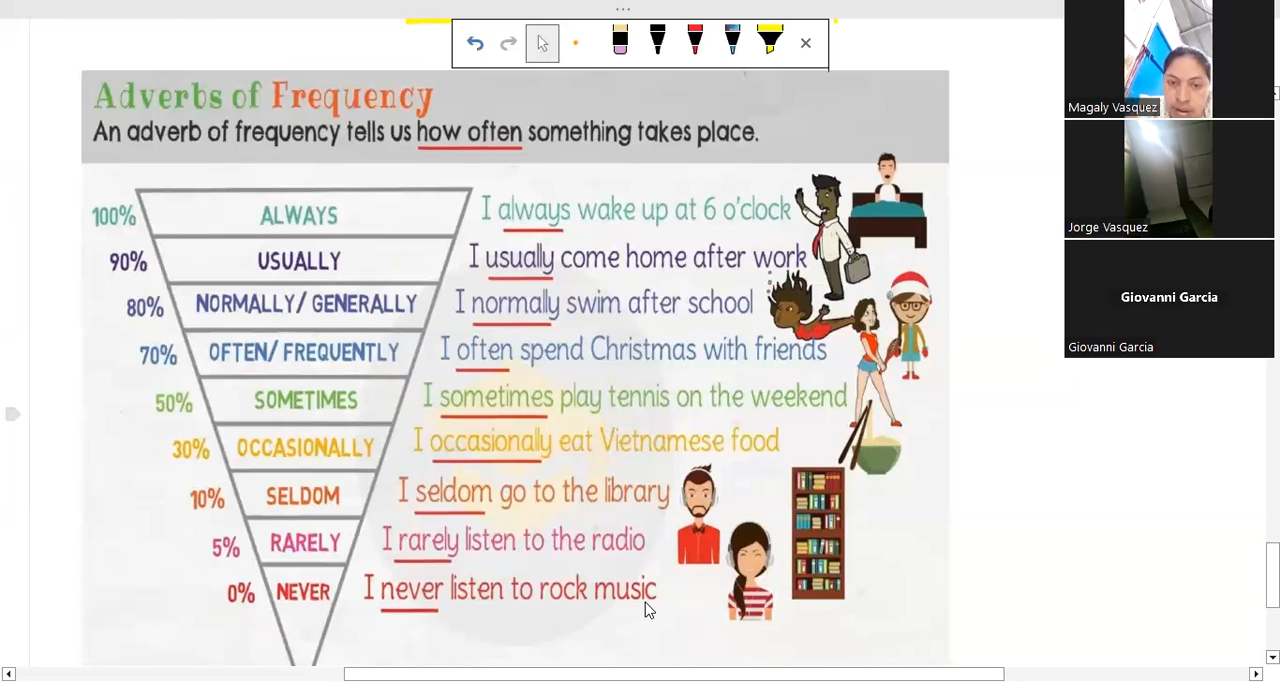 Adverbs of Frequency
An adverb of frequency tells us how often something takes place.
100% ALWAYS I always wake up at 6 o'clock
90% USUALLY I usually come home after work
80% NORMALLY/ GENERALLY I normally swim after school
70% OFTEN/ FREQUENTLY I often spend Christmas with friends
50% SOMETIMES I sometimes play tennis on the weekend
30% OCCASIONALLY I occasionally eat Vietnamese food
10% SELDOM I seldom go to the library
5% RARELY I rarely listen to the radio
0% NEVER I never listen to rock music
Magaly Vasquez
Jorge Vasquez
Giovanni Garcia
Giovanni Garcia